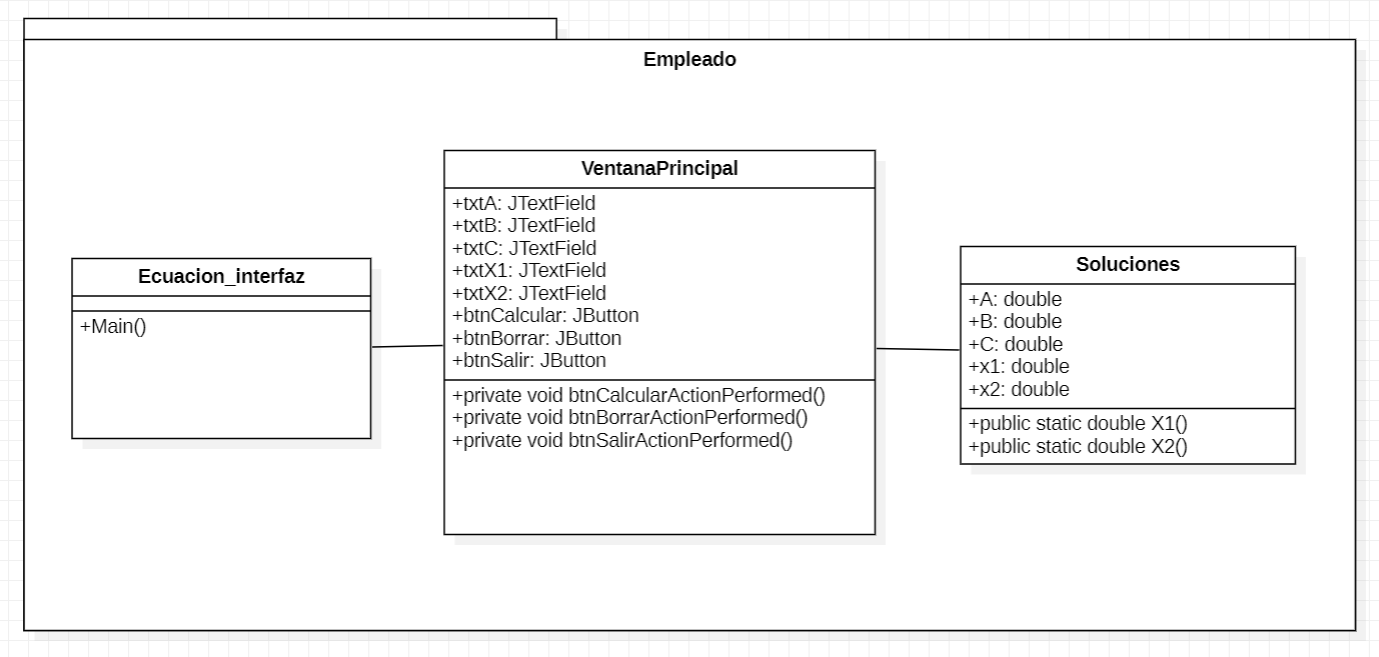 Empleado
Ecuacion_interfaz
+Main()
VentanaPrincipal
+txtA: JTextField
+txtB: JTextField
+txtC: JTextField
+txtX1: JTextField
+txtX2: JTextField
+btnCalcular: JButton
+btnBorrar: JButton
+btnSalir: JButton
+private void btnCalcularActionPerformed()
+private void btnBorrarActionPerformed()
+private void btnSalirActionPerformed()
Soluciones
+A: double
+B: double
+C: double
+x1: double
+x2: double
+public static double X1()
+public static double X2()